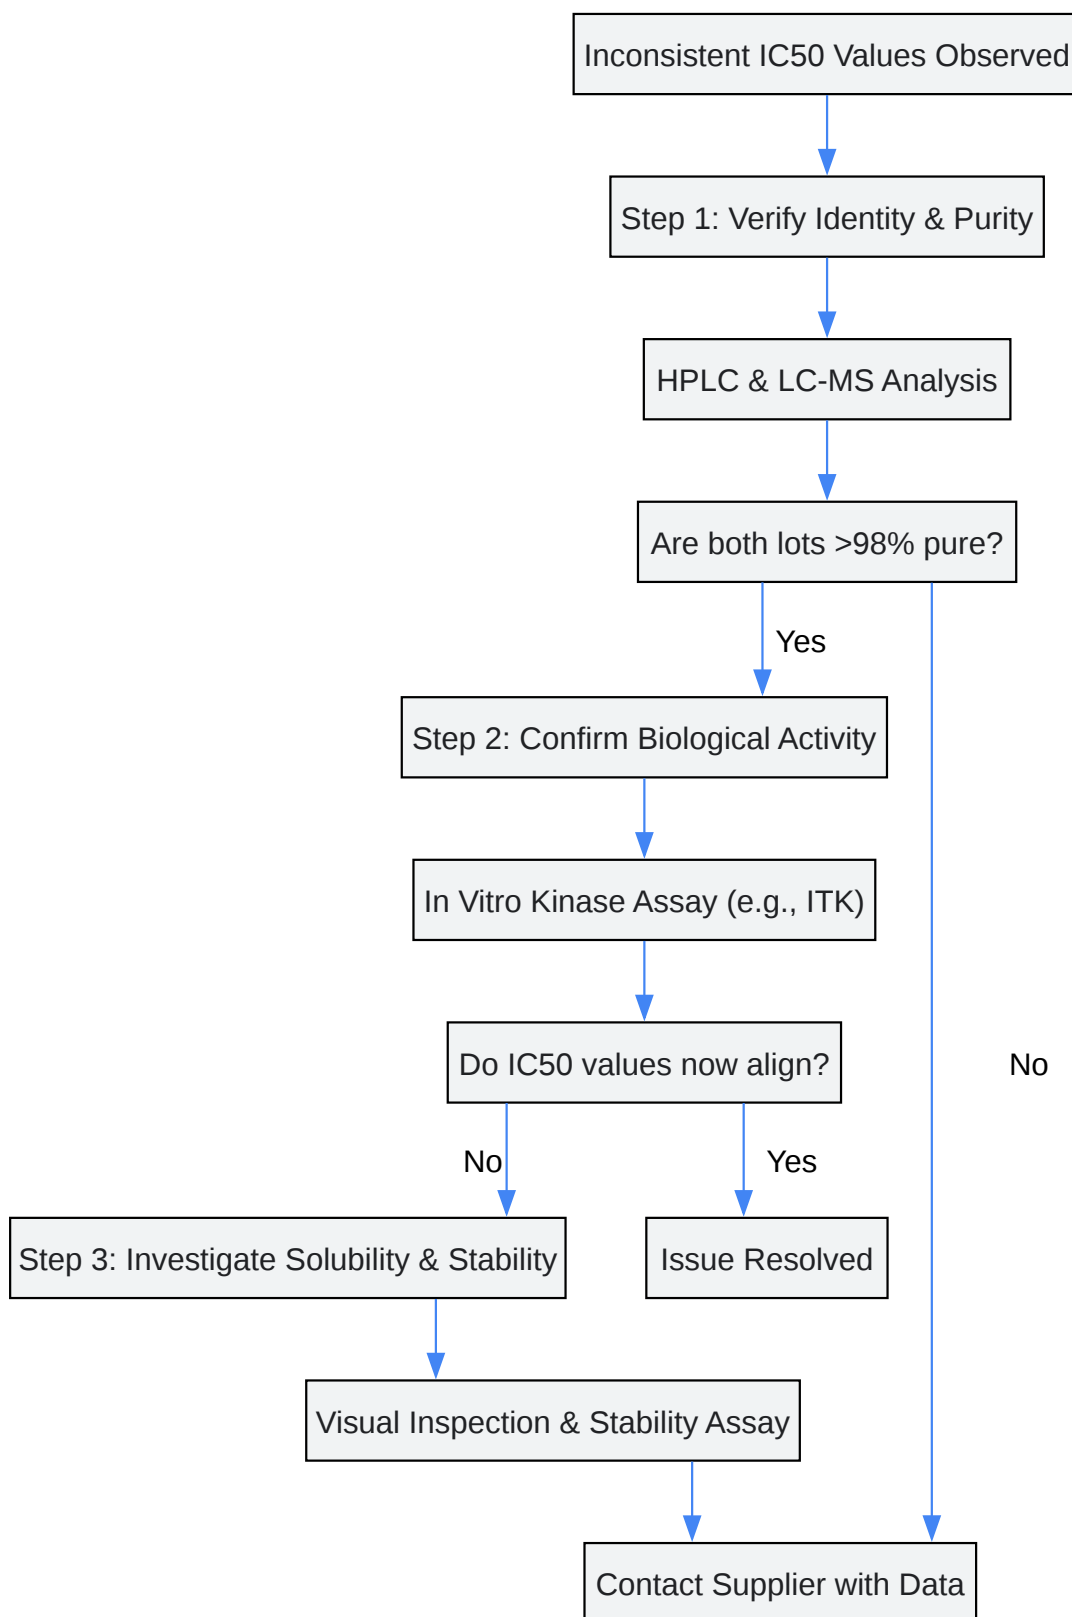 Inconsistent IC50 Values Observed
Step 1: Verify Identity & Purity
HPLC & LC-MS Analysis
Are both lots >98% pure?
Yes
Step 2: Confirm Biological Activity
In Vitro Kinase Assay (e.g., ITK)
Do IC50 values now align?
No
No
Yes
Step 3: Investigate Solubility & Stability
Issue Resolved
Visual Inspection & Stability Assay
Contact Supplier with Data